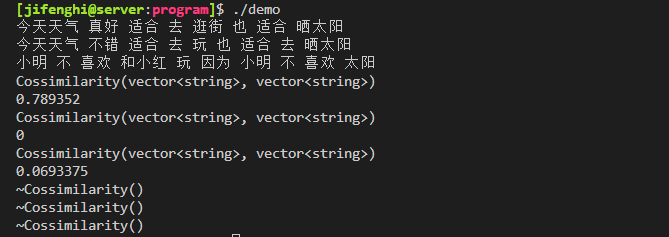 [jifenghi@server:program]$ ./demo
今天天气 真好 适合 去 逛街 也 适合 晒太阳
今天天气 不错 适合 去 玩 也 适合 去 晒太阳
小明 不 喜欢 和小红 玩 因为 小明 不 喜欢 太阳
Cossimilarity(vector<string>, vector<string>)
0.789352
Cossimilarity(vector<string>, vector<string>)
0
Cossimilarity(vector<string>, vector<string>)
0.0693375
~Cossimilarity()
~Cossimilarity()
~Cossimilarity()